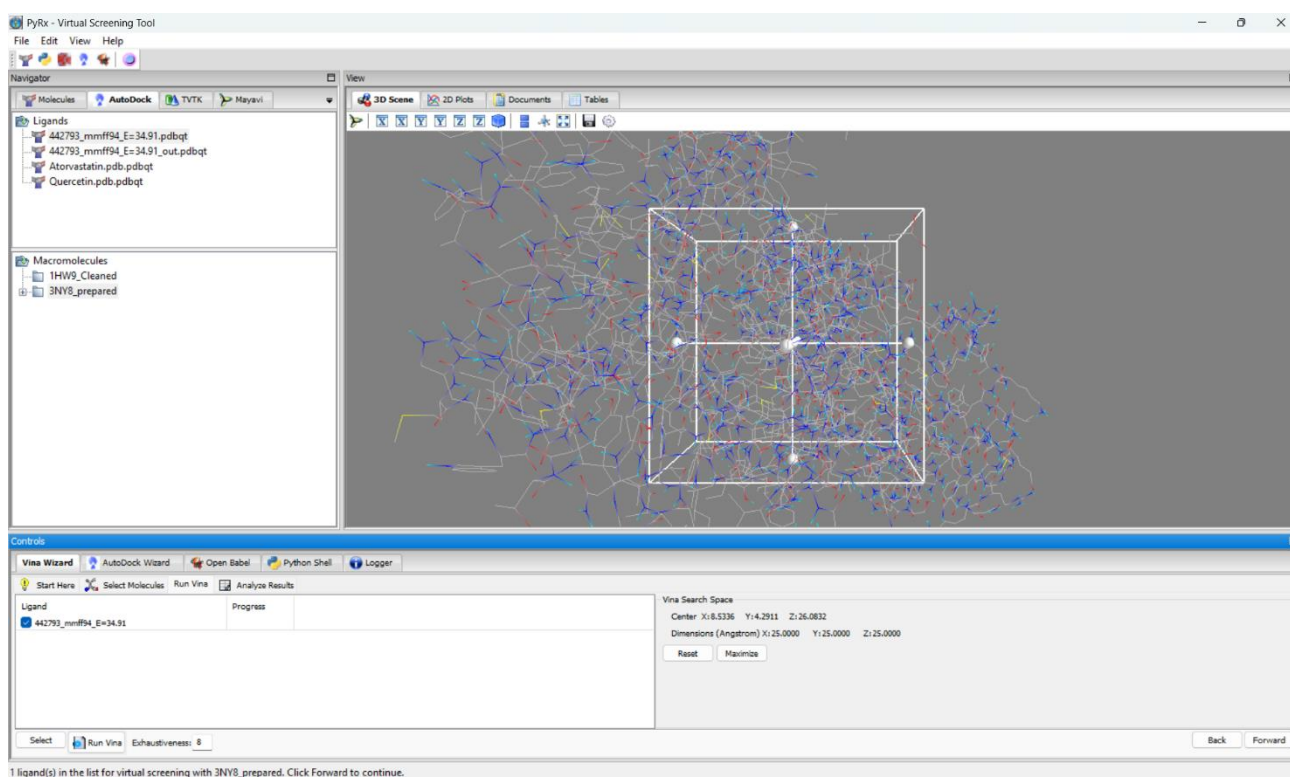 PyRx - Virtual Screening Tool
File Edit View Help
Navigator
View
Molecules AutoDock TVTK Mayavi
3D Scene 2D Plots Documents Tables
X X Y Y Z Z
Ligands
442793_mmff94_E=34.91.pdbqt
442793_mmff94_E=34.91_out.pdbqt
Atorvastatin.pdb.pdbqt
Quercetin.pdb.pdbqt
Macromolecules
1HW9_Cleaned
3NY8_prepared
Controls
Vina Wizard AutoDock Wizard Open Babel Python Shell Logger
Start Here Select Molecules Run Vina Analyze Results
Ligand Progress
442793_mmff94_E=34.91
Vina Search Space
Center X:8.5336 Y:4.2911 Z:26.0832
Dimensions (Angstrom) X:25.0000 Y:25.0000 Z:25.0000
Reset Maximize
Select Run Vina Exhaustiveness: 8
Back Forward
1 ligand(s) in the list for virtual screening with 3NY8_prepared. Click Forward to continue.